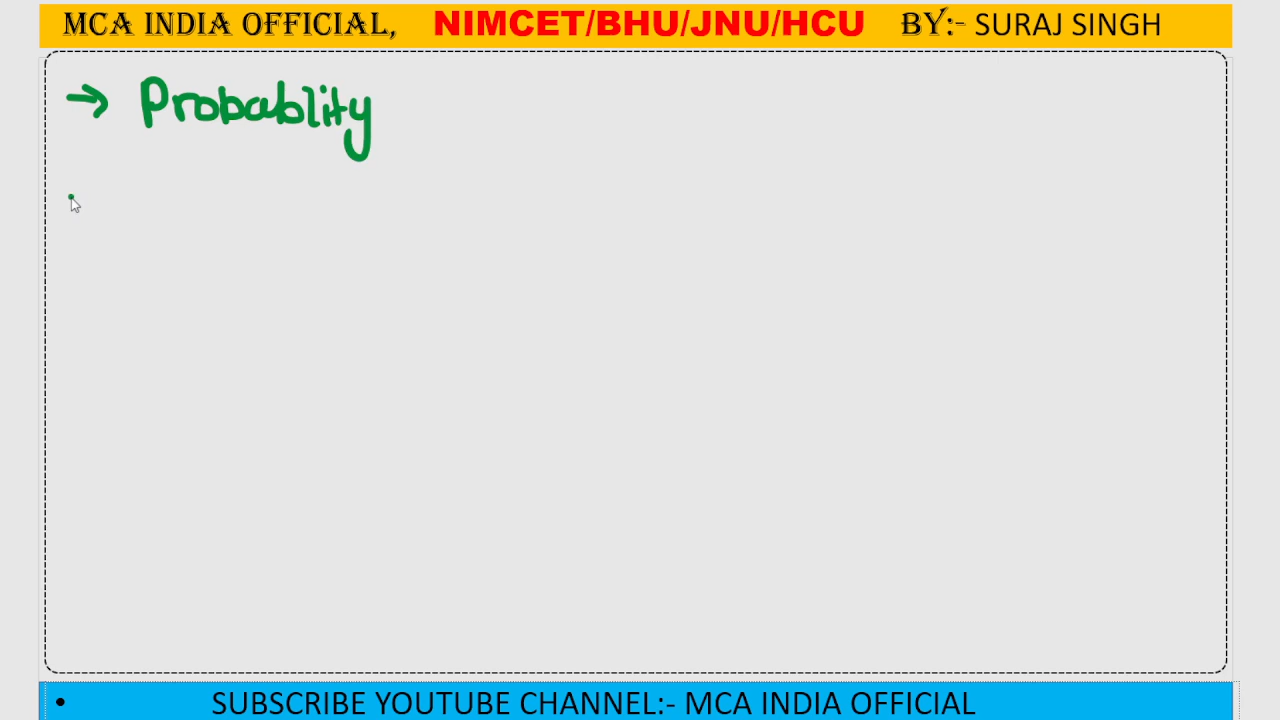 MCA INDIA OFFICIAL, NIMCET/BHU/JNU/HCU BY:- SURAJ SINGH
→ Probablity
• SUBSCRIBE YOUTUBE CHANNEL:- MCA INDIA OFFICIAL